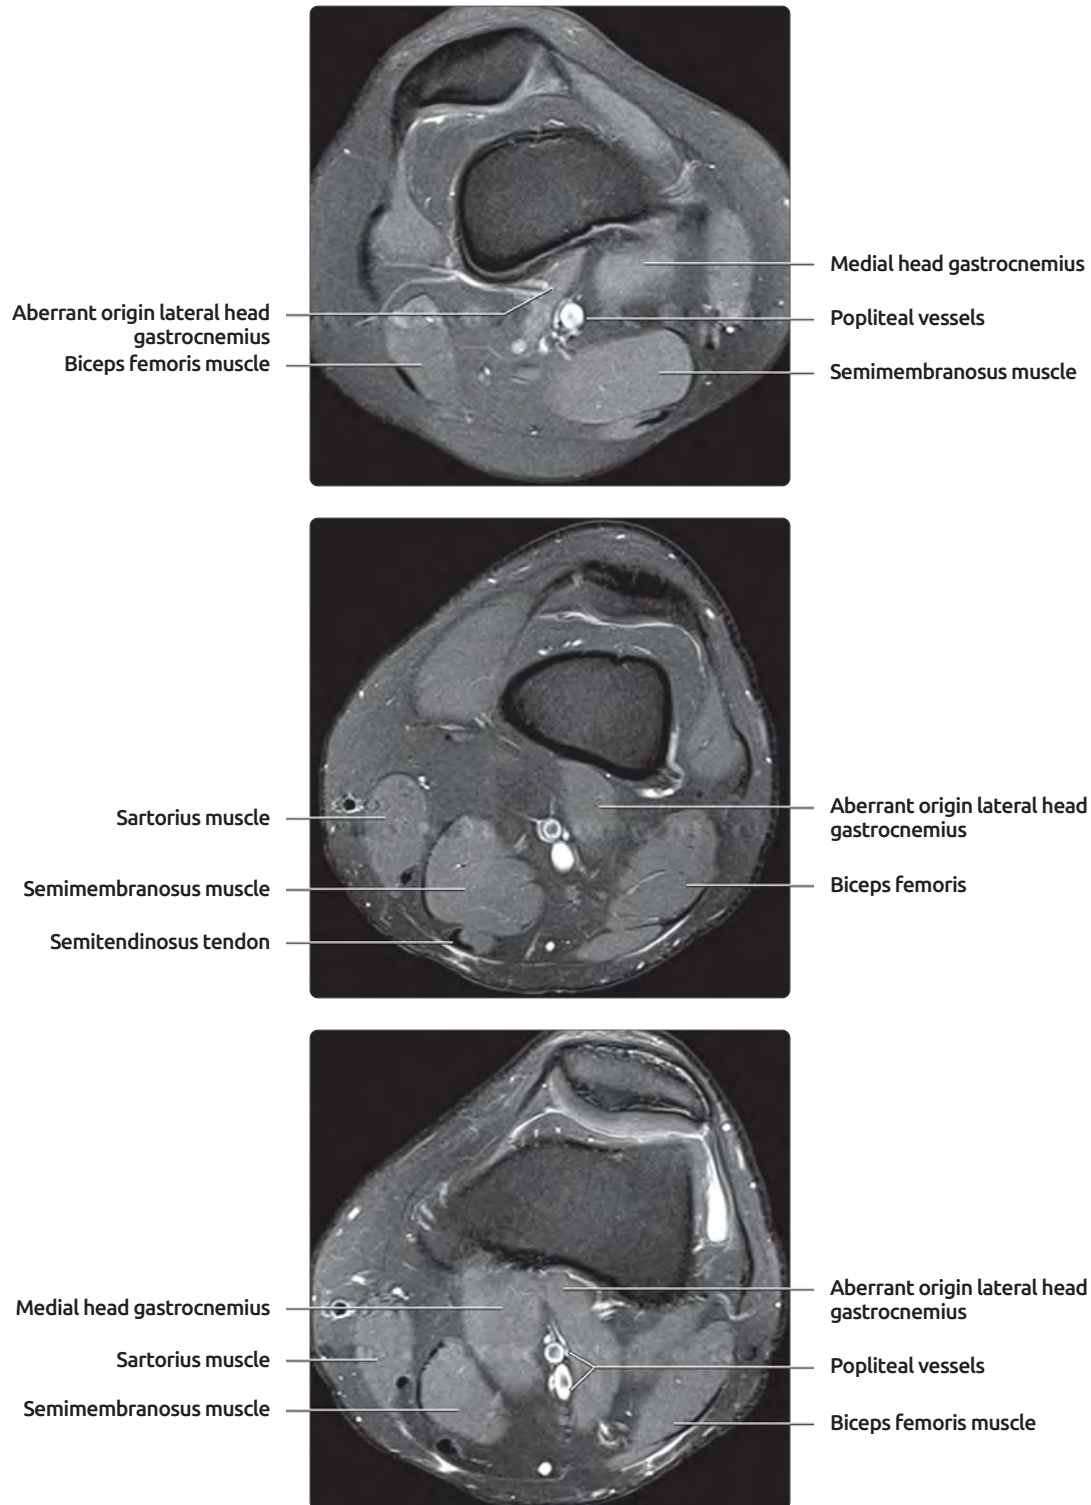 Medial head gastrocnemius
Aberrant origin lateral head
gastrocnemius
Popliteal vessels
Biceps femoris muscle
Semimembranosus muscle
Sartorius muscle
Aberrant origin lateral head
gastrocnemius
Semimembranosus muscle
Biceps femoris
Semitendinosus tendon
Medial head gastrocnemius
Aberrant origin lateral head
gastrocnemius
Sartorius muscle
Popliteal vessels
Semimembranosus muscle
Biceps femoris muscle